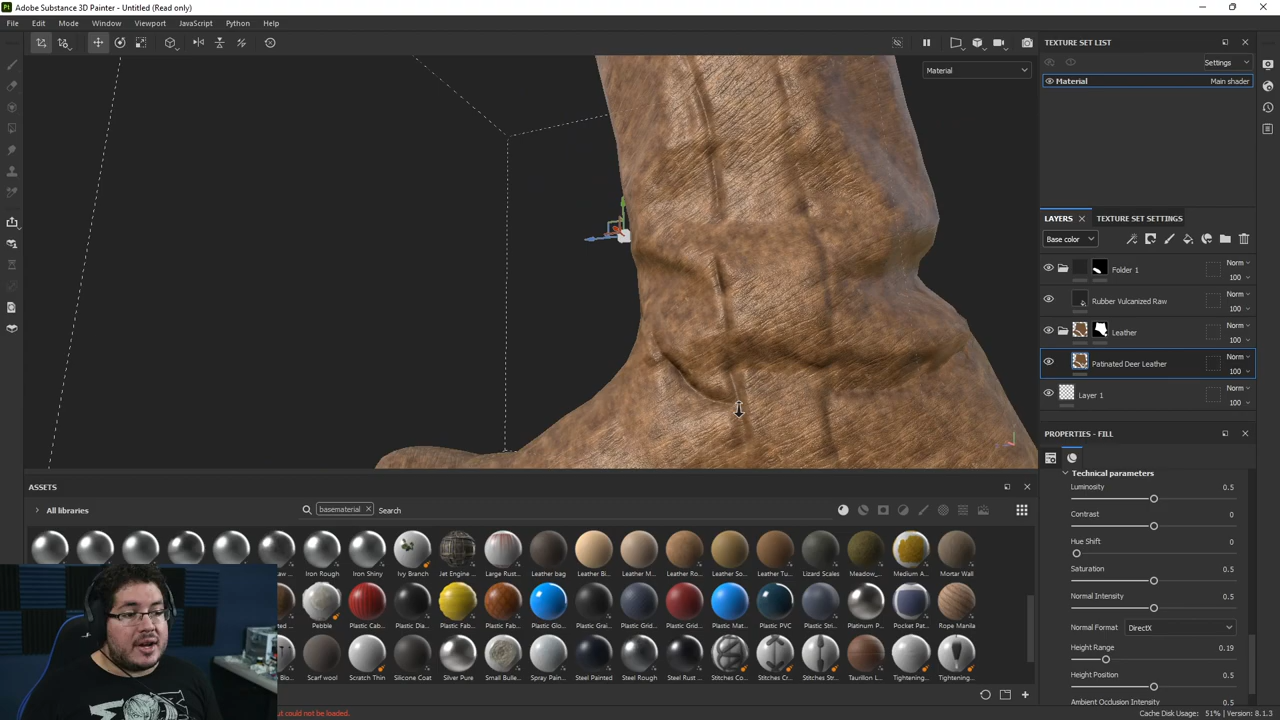 Adobe Substance 3D Painter - Untitled (Read only)
File Edit Mode Window Viewport JavaScript Python Help
Material
TEXTURE SET LIST
Settings
Material Main shader
LAYERS TEXTURE SET SETTINGS
Base color
Folder 1 Norm 100
Rubber Vulcanized Raw Norm 100
Leather Norm 100
Patinated Deer Leather Norm 100
Layer 1 Norm 100
PROPERTIES - FILL
Technical parameters
Luminosity 0.5
Contrast 0
Hue Shift 0
Saturation 0.5
Normal Intensity 0.5
Normal Format DirectX
Height Range 0.19
Height Position 0.5
Ambient Occlusion Intensity
ASSETS
All libraries basematerial Search
Iron Rough Iron Shiny Ivy Branch Jet Engine ... Large Rust... Leather bag Leather Bi... Leather M... Leather Ro... Leather So... Leather Tu... Lizard Scales Meadow_... Medium A... Mortar Wall
Pebble Plastic Cab... Plastic Dia... Plastic Fab... Plastic Fab... Plastic Glo... Plastic Grai... Plastic Grid... Plastic Grid... Plastic Mat... Plastic PVC Plastic Stri... Platinum P... Pocket Pat... Rope Manila
Scarf wool Scratch Thin Silicone Coat Silver Pure Small Bulle... Spray Pain... Steel Painted Steel Rough Steel Rust ... Stitches Co... Stitches Cr... Stitches Str... Taurillon L... Tightening... Tightening...
t could not be loaded.
Cache Disk Usage: 51% | Version: 8.1.3